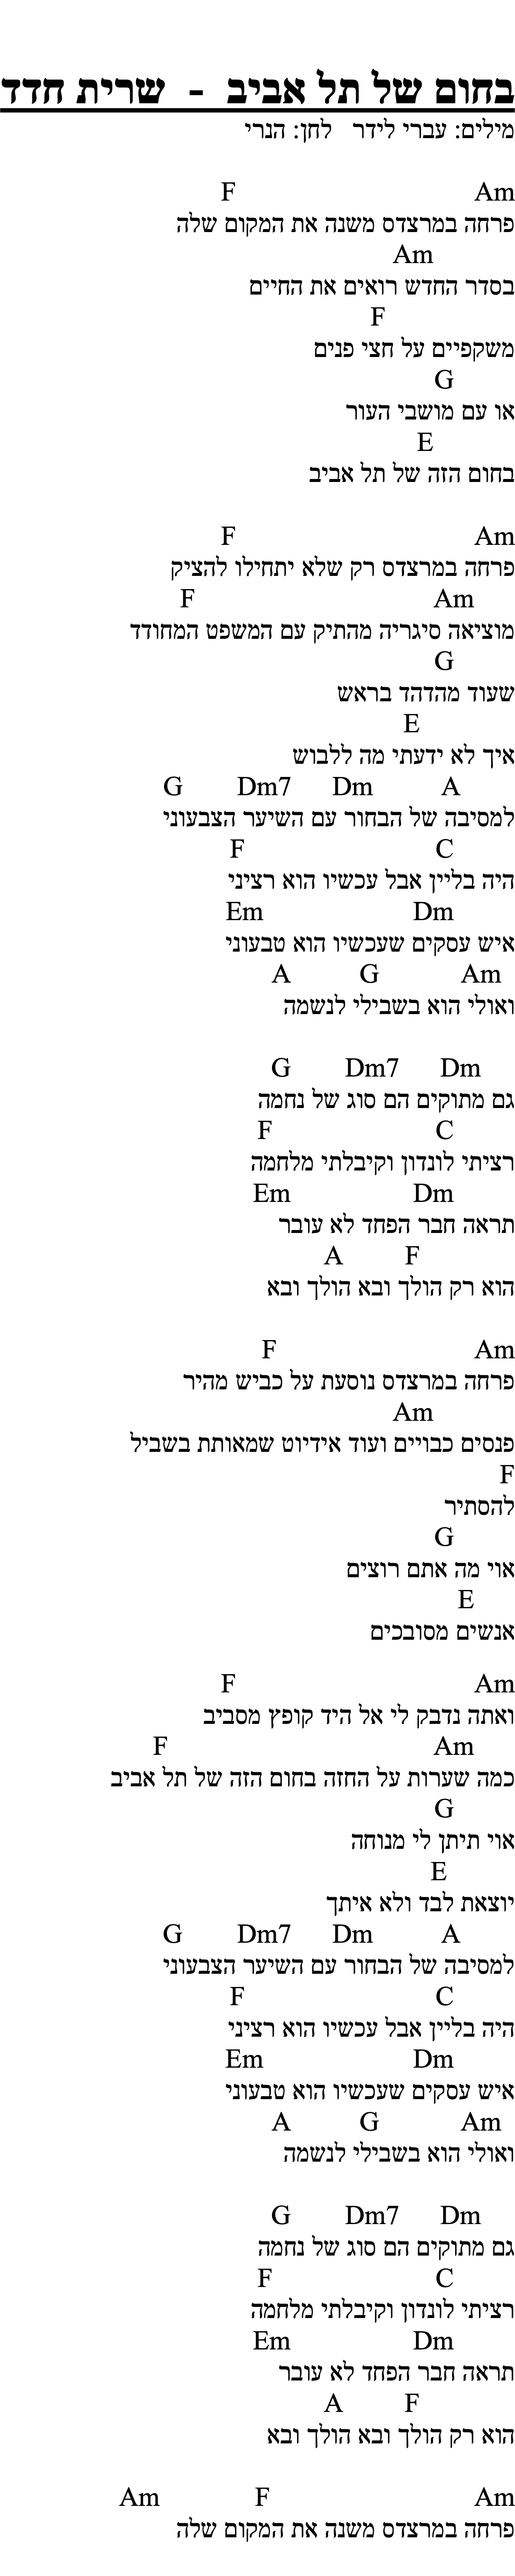 בחום של תל אביב - שרית חדד
מילים: עברי לידר לחן: הנרי
Am F
פרחה במרצדס משנה את המקום שלה
Am
בסדר החדש רואים את החיים
F
משקפיים על חצי פנים
G
או עם מושבי העור
E
בחום הזה של תל אביב
Am F
פרחה במרצדס רק שלא יתחילו להציק
Am F
מוציאה סיגריה מהתיק עם המשפט המחודד
G
שעוד מהדהד בראש
E
איך לא ידעתי מה ללבוש
A Dm Dm7 G
למסיבה של הבחור עם השיער הצבעוני
C F
היה בליין אבל עכשיו הוא רציני
Dm Em
איש עסקים שעכשיו הוא טבעוני
Am G A
ואולי הוא בשבילי לנשמה
Dm Dm7 G
גם מתוקים הם סוג של נחמה
C F
רציתי לונדון וקיבלתי מלחמה
Dm Em
תראה חבר הפחד לא עובר
F A
הוא רק הולך ובא הולך ובא
Am F
פרחה במרצדס נוסעת על כביש מהיר
Am
פנסים כבויים ועוד אידיוט שמאותת בשביל
F
להסתיר
G
אוי מה אתם רוצים
E
אנשים מסובכים
Am F
ואתה נדבק לי אל היד קופץ מסביב
Am F
כמה שערות על החזה בחום הזה של תל אביב
G
אוי תיתן לי מנוחה
E
יוצאת לבד ולא איתך
A Dm Dm7 G
למסיבה של הבחור עם השיער הצבעוני
C F
היה בליין אבל עכשיו הוא רציני
Dm Em
איש עסקים שעכשיו הוא טבעוני
Am G A
ואולי הוא בשבילי לנשמה
Dm Dm7 G
גם מתוקים הם סוג של נחמה
C F
רציתי לונדון וקיבלתי מלחמה
Dm Em
תראה חבר הפחד לא עובר
F A
הוא רק הולך ובא הולך ובא
Am F Am
פרחה במרצדס משנה את המקום שלה